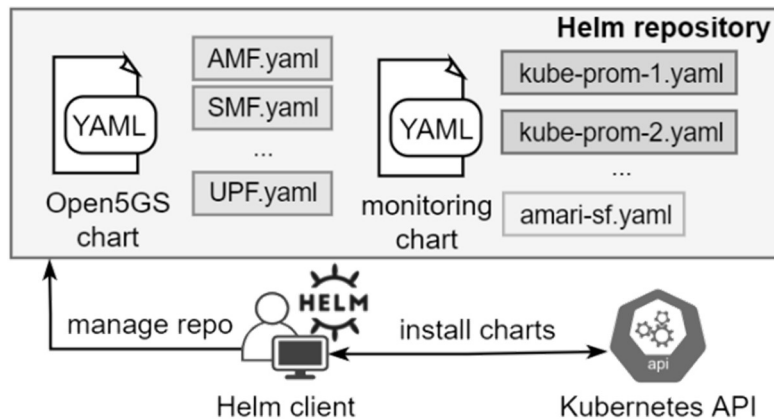 Helm repository
YAML
Open5GS
chart
AMF.yaml
SMF.yaml
...
UPF.yaml
YAML
monitoring
chart
kube-prom-1.yaml
kube-prom-2.yaml
...
amari-sf.yaml
manage repo
HELM
install charts
api
Helm client
Kubernetes API